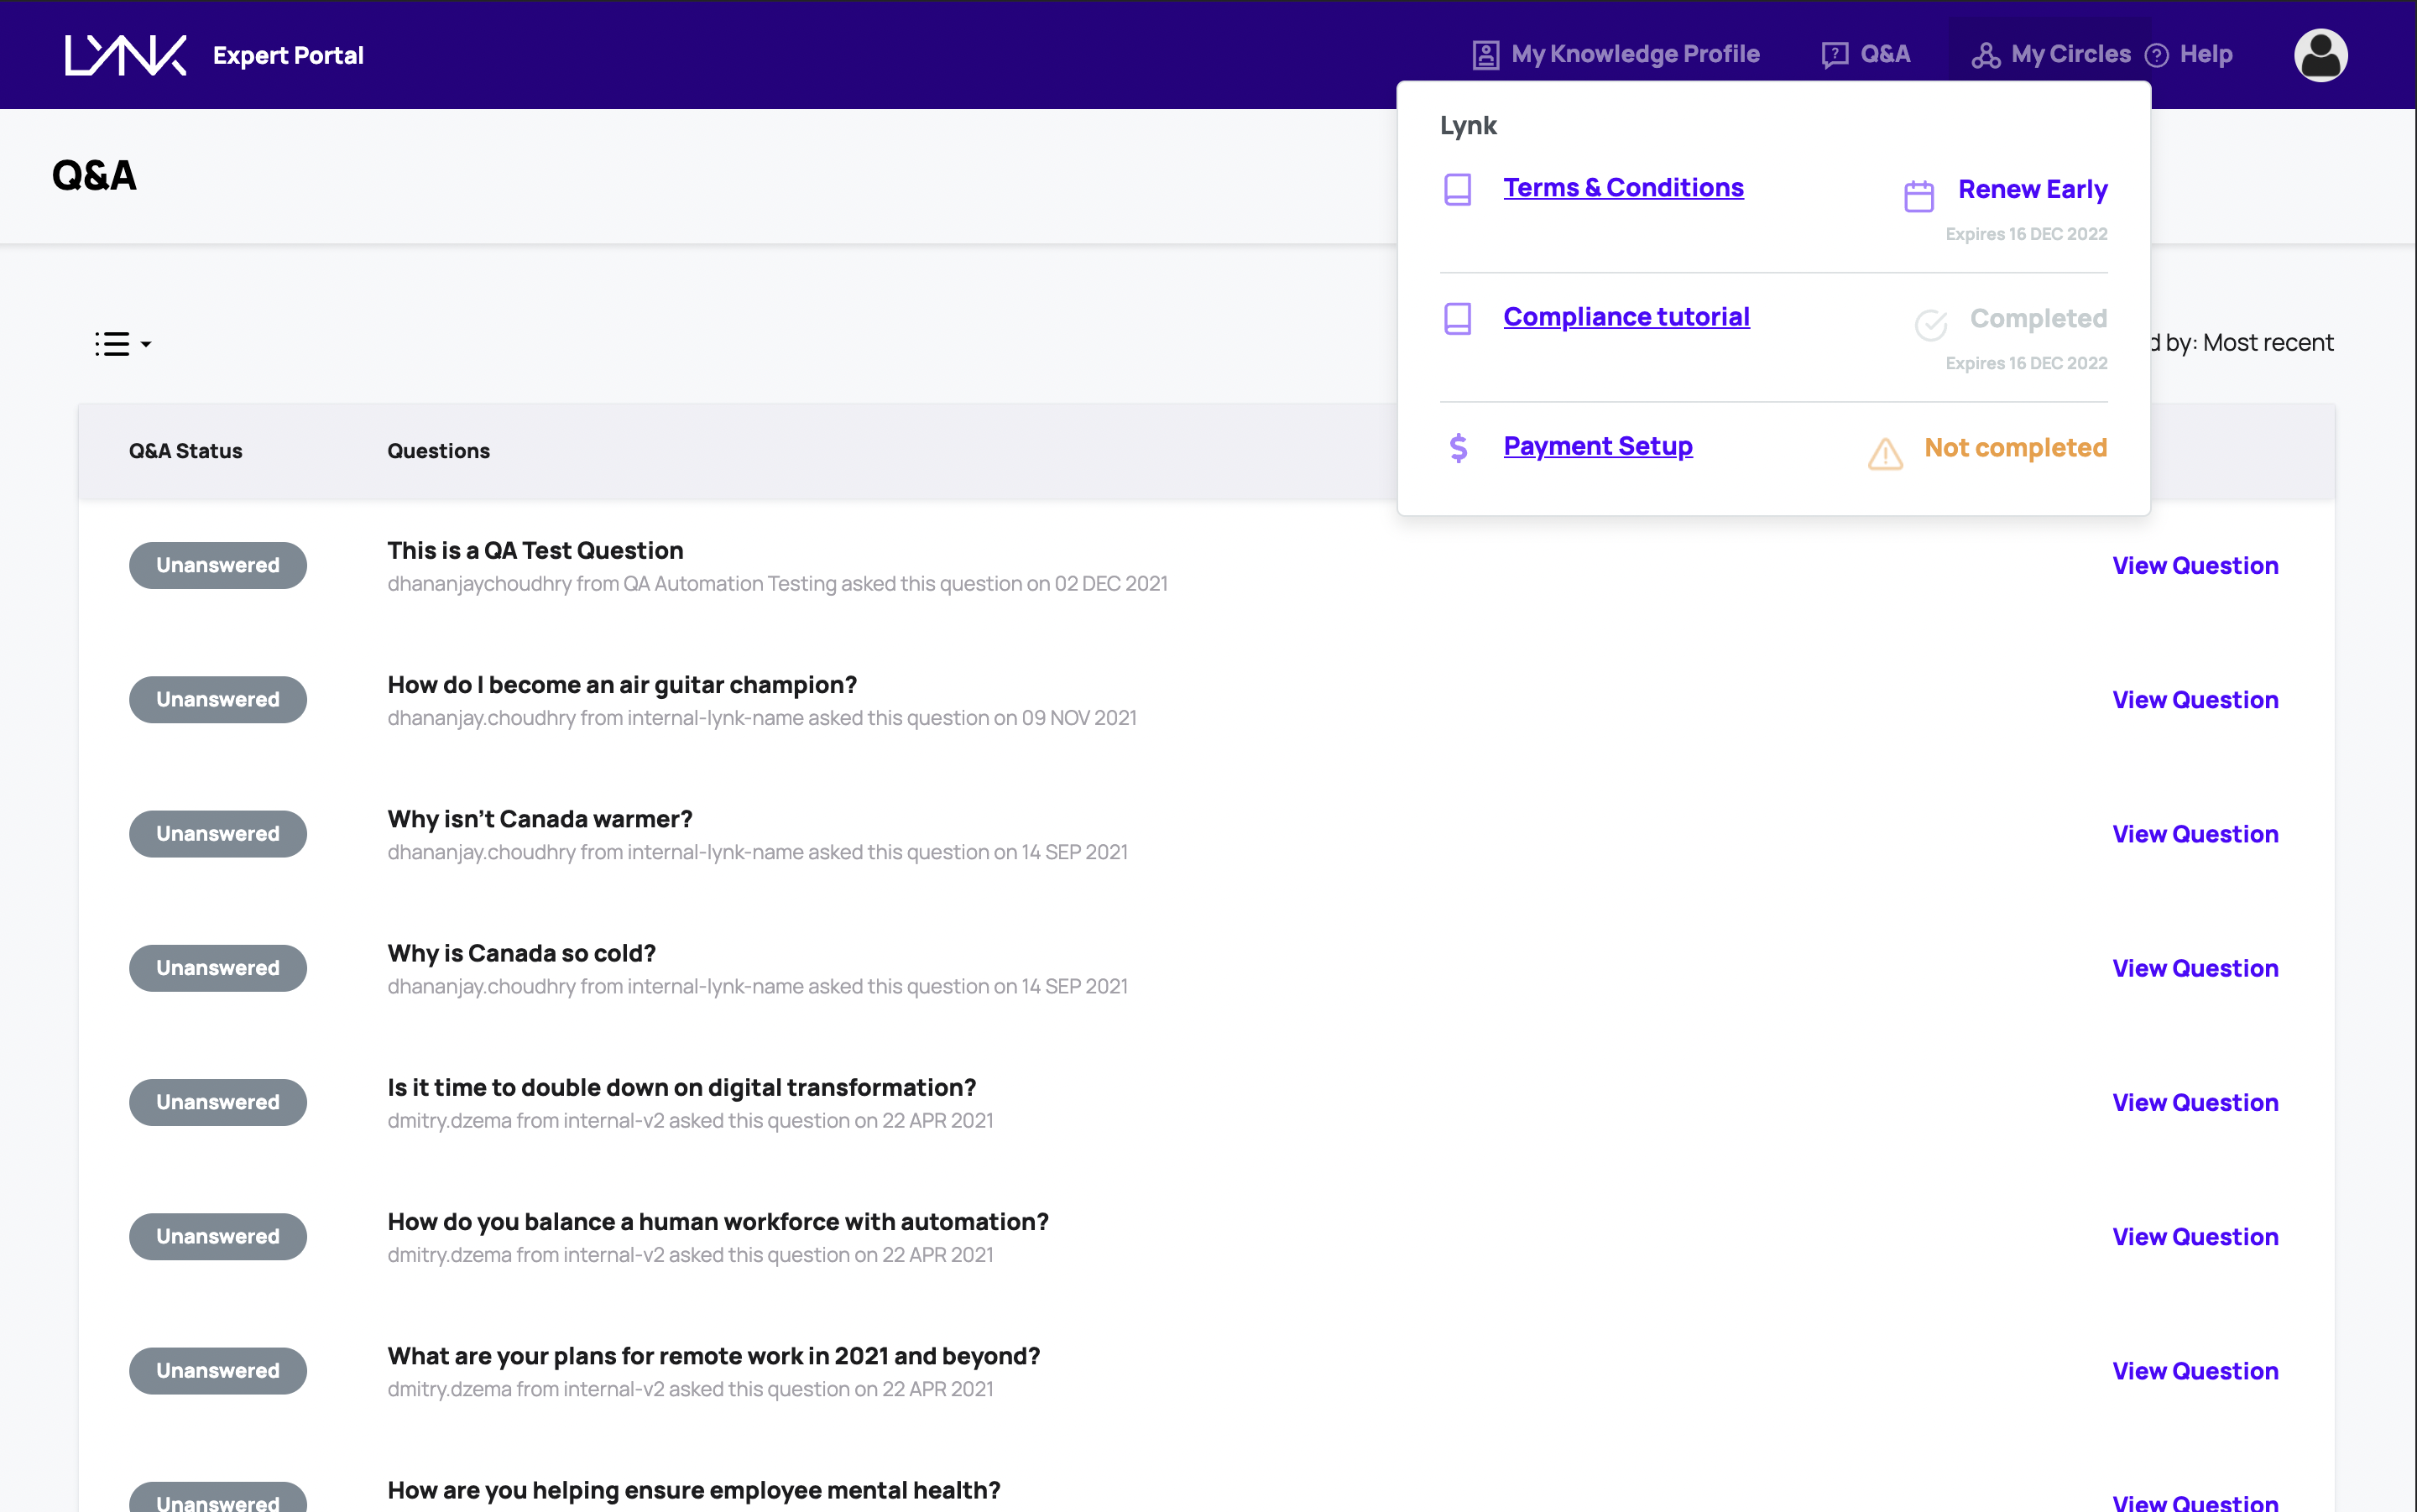 LYNK Expert Portal My Knowledge Profile Q&A My Circles Help
Lynk
Terms & Conditions Renew Early
Expires 16 DEC 2022
Compliance tutorial Completed
Expires 16 DEC 2022
Payment Setup Not completed
Q&A
d by: Most recent
Q&A Status Questions
Unanswered
This is a QA Test Question
dhananjaychoudhry from QA Automation Testing asked this question on 02 DEC 2021
View Question
Unanswered
How do I become an air guitar champion?
dhananjay.choudhry from internal-lynk-name asked this question on 09 NOV 2021
View Question
Unanswered
Why isn't Canada warmer?
dhananjay.choudhry from internal-lynk-name asked this question on 14 SEP 2021
View Question
Unanswered
Why is Canada so cold?
dhananjay.choudhry from internal-lynk-name asked this question on 14 SEP 2021
View Question
Unanswered
Is it time to double down on digital transformation?
dmitry.dzema from internal-v2 asked this question on 22 APR 2021
View Question
Unanswered
How do you balance a human workforce with automation?
dmitry.dzema from internal-v2 asked this question on 22 APR 2021
View Question
Unanswered
What are your plans for remote work in 2021 and beyond?
dmitry.dzema from internal-v2 asked this question on 22 APR 2021
View Question
Unanswered
How are you helping ensure employee mental health?
View Question